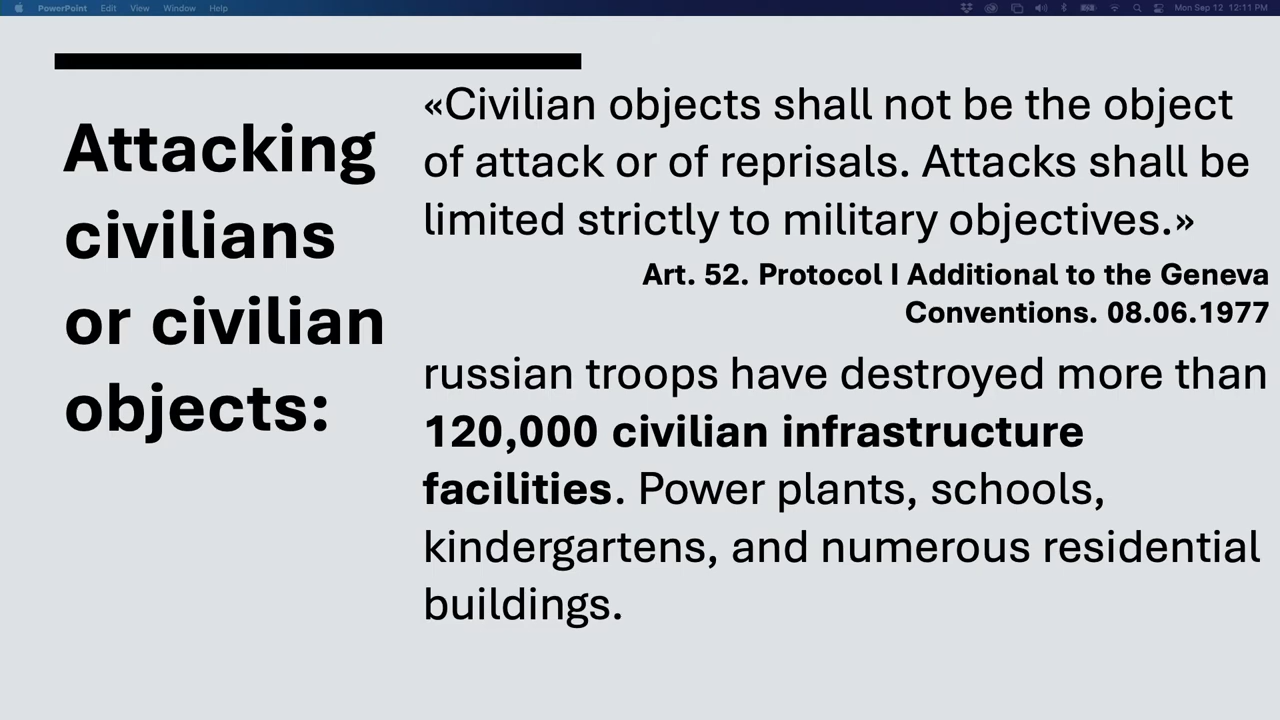 PowerPoint Edit View Window Help Mon Sep 12 12:11 PM
Attacking
civilians
or civilian
objects:
«Civilian objects shall not be the object
of attack or of reprisals. Attacks shall be
limited strictly to military objectives.»
Art. 52. Protocol I Additional to the Geneva
Conventions. 08.06.1977
russian troops have destroyed more than
120,000 civilian infrastructure
facilities. Power plants, schools,
kindergartens, and numerous residential
buildings.